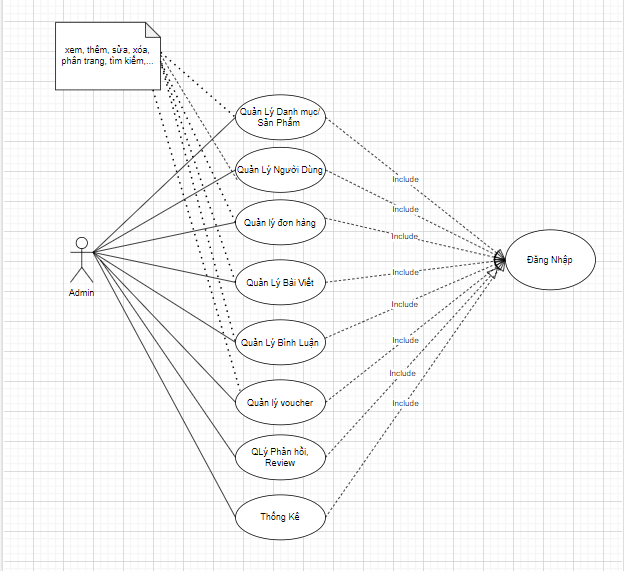 xem, thêm, sửa, xóa,
phân trang, tìm kiếm,...
Quản Lý Danh mục/
Sản Phẩm
Include
Quản Lý Người Dùng
Include
Quản lý đơn hàng
Include
Admin
Đăng Nhập
Quản Lý Bài Viết
Include
Quản Lý Bình Luận
Include
Quản lý voucher
Include
QLý Phản hồi,
Review
Include
Thống Kê
Include